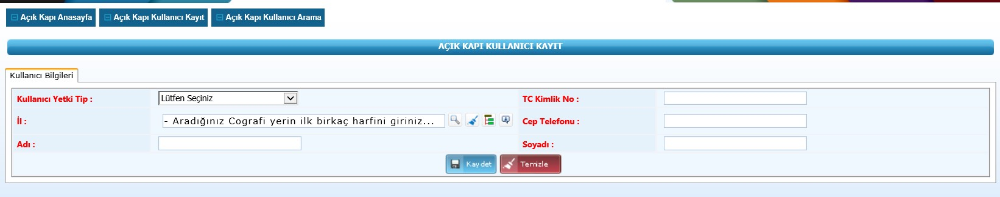 Açık Kapı Anasayfa Açık Kapı Kullanıcı Kayıt Açık Kapı Kullanıcı Arama
AÇIK KAPI KULLANICI KAYIT
Kullanıcı Bilgileri
Kullanıcı Yetki Tip : Lütfen Seçiniz TC Kimlik No :
İl : - Aradığınız Cografi yerin ilk birkaç harfini giriniz... Cep Telefonu :
Adı : Soyadı :
Kaydet Temizle